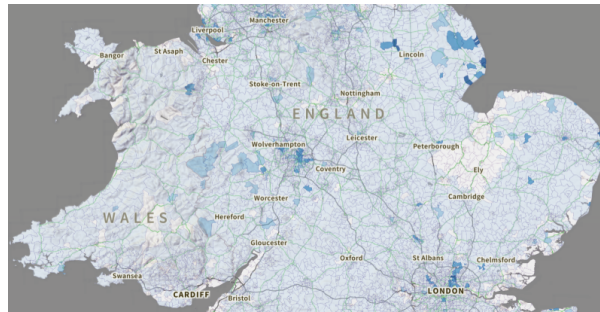 Manchester
Liverpool
Bangor
St Asaph
Chester
Lincoln
Stoke-on-Trent
Nottingham
ENGLAND
Wolverhampton
Leicester
Peterborough
Coventry
Ely
Worcester
Cambridge
WALES
Hereford
Gloucester
Oxford
St Albans
Chelmsford
Swansea
CARDIFF
Bristol
LONDON